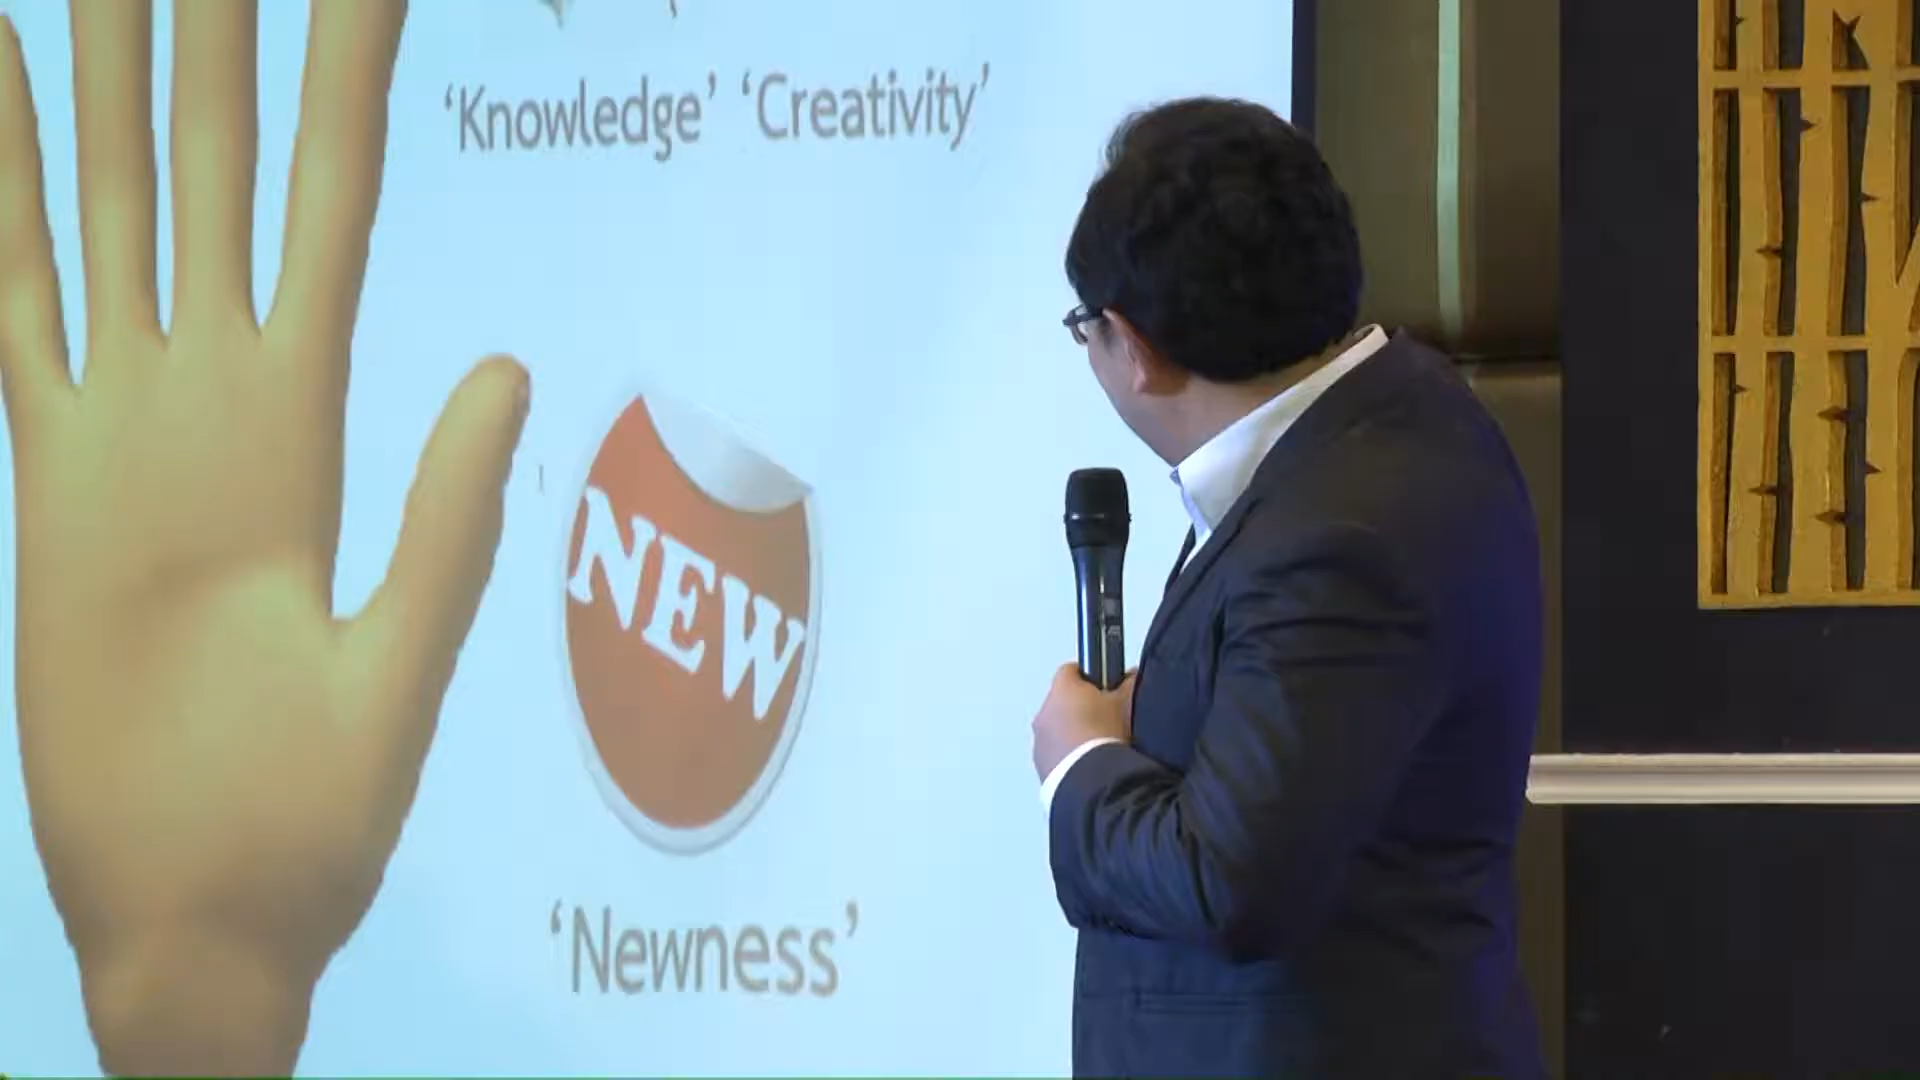 ‘Knowledge’ ‘Creativity’
NEW
‘Newness’